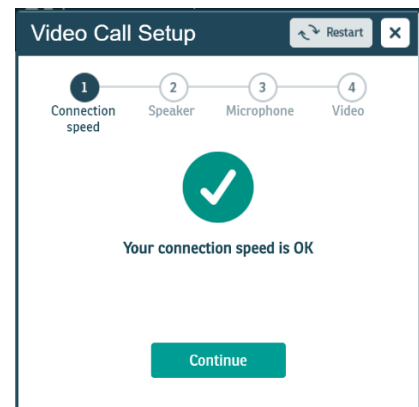 Video Call Setup
Restart
1 2 3 4
Connection speed Speaker Microphone Video
Your connection speed is OK
Continue